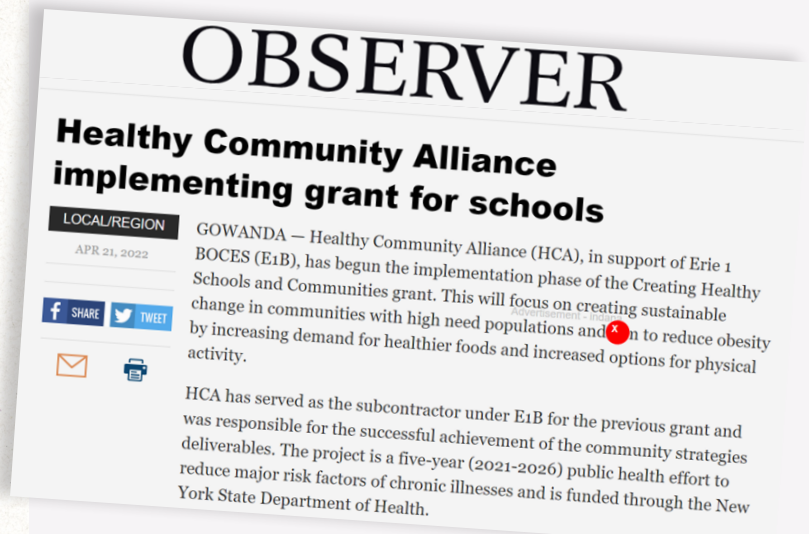 OBSERVER
Healthy Community Alliance
implementing grant for schools
LOCAL/REGION
APR 21, 2022
SHARE
TWEET
GOWANDA — Healthy Community Alliance (HCA), in support of Erie 1
BOCES (E1B), has begun the implementation phase of the Creating Healthy
Schools and Communities grant. This will focus on creating sustainable
Advertisement -
change in communities with high need populations and X to reduce obesity
by increasing demand for healthier foods and increased options for physical
activity.
HCA has served as the subcontractor under E1B for the previous grant and
was responsible for the successful achievement of the community strategies
deliverables. The project is a five-year (2021-2026) public health effort to
reduce major risk factors of chronic illnesses and is funded through the New
York State Department of Health.